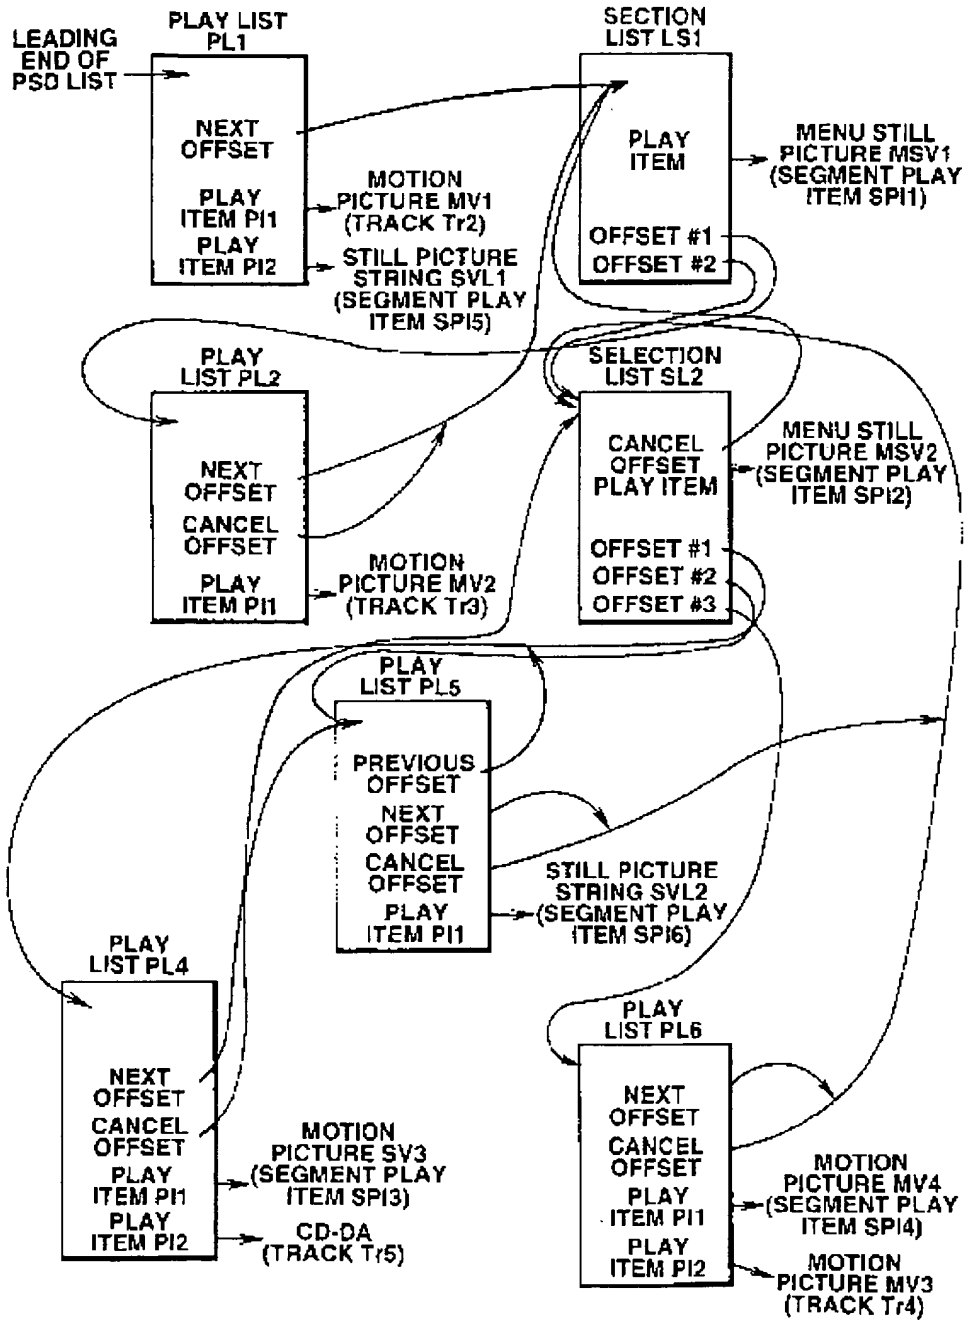 PLAY LIST
PL1
LEADING
END OF
PSD LIST
NEXT
OFFSET
PLAY
ITEM PI1
PLAY
ITEM PI2
MOTION
PICTURE MV1
(TRACK Tr2)
STILL PICTURE
STRING SVL1
(SEGMENT PLAY
ITEM SPI5)
SECTION
LIST LS1
PLAY
ITEM
OFFSET #1
OFFSET #2
MENU STILL
PICTURE MSV1
(SEGMENT PLAY
ITEM SPI1)
PLAY
LIST PL2
NEXT
OFFSET
CANCEL
OFFSET
PLAY
ITEM PI1
MOTION
PICTURE MV2
(TRACK Tr3)
SELECTION
LIST SL2
CANCEL
OFFSET
PLAY ITEM
OFFSET #1
OFFSET #2
OFFSET #3
MENU STILL
PICTURE MSV2
(SEGMENT PLAY
ITEM SPI2)
PLAY
LIST PL5
PREVIOUS
OFFSET
NEXT
OFFSET
CANCEL
OFFSET
PLAY
ITEM PI1
STILL PICTURE
STRING SVL2
(SEGMENT PLAY
ITEM SPI6)
PLAY
LIST PL4
NEXT
OFFSET
CANCEL
OFFSET
PLAY
ITEM PI1
PLAY
ITEM PI2
MOTION
PICTURE SV3
(SEGMENT PLAY
ITEM SPI3)
CD-DA
(TRACK Tr5)
PLAY
LIST PL6
NEXT
OFFSET
CANCEL
OFFSET
PLAY
ITEM PI1
PLAY
ITEM PI2
MOTION
PICTURE MV4
(SEGMENT PLAY
ITEM SPI4)
MOTION
PICTURE MV3
(TRACK Tr4)